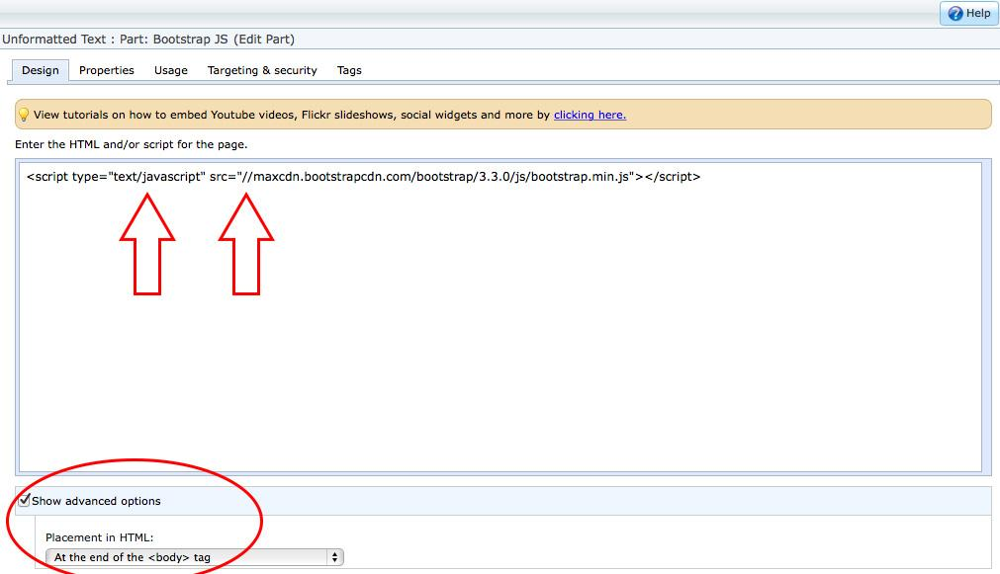 Help
Unformatted Text : Part: Bootstrap JS (Edit Part)
Design Properties Usage Targeting & security Tags
View tutorials on how to embed Youtube videos, Flickr slideshows, social widgets and more by clicking here.
Enter the HTML and/or script for the page.
<script type="text/javascript" src="//maxcdn.bootstrapcdn.com/bootstrap/3.3.0/js/bootstrap.min.js"></script>
Show advanced options
Placement in HTML:
At the end of the <body> tag